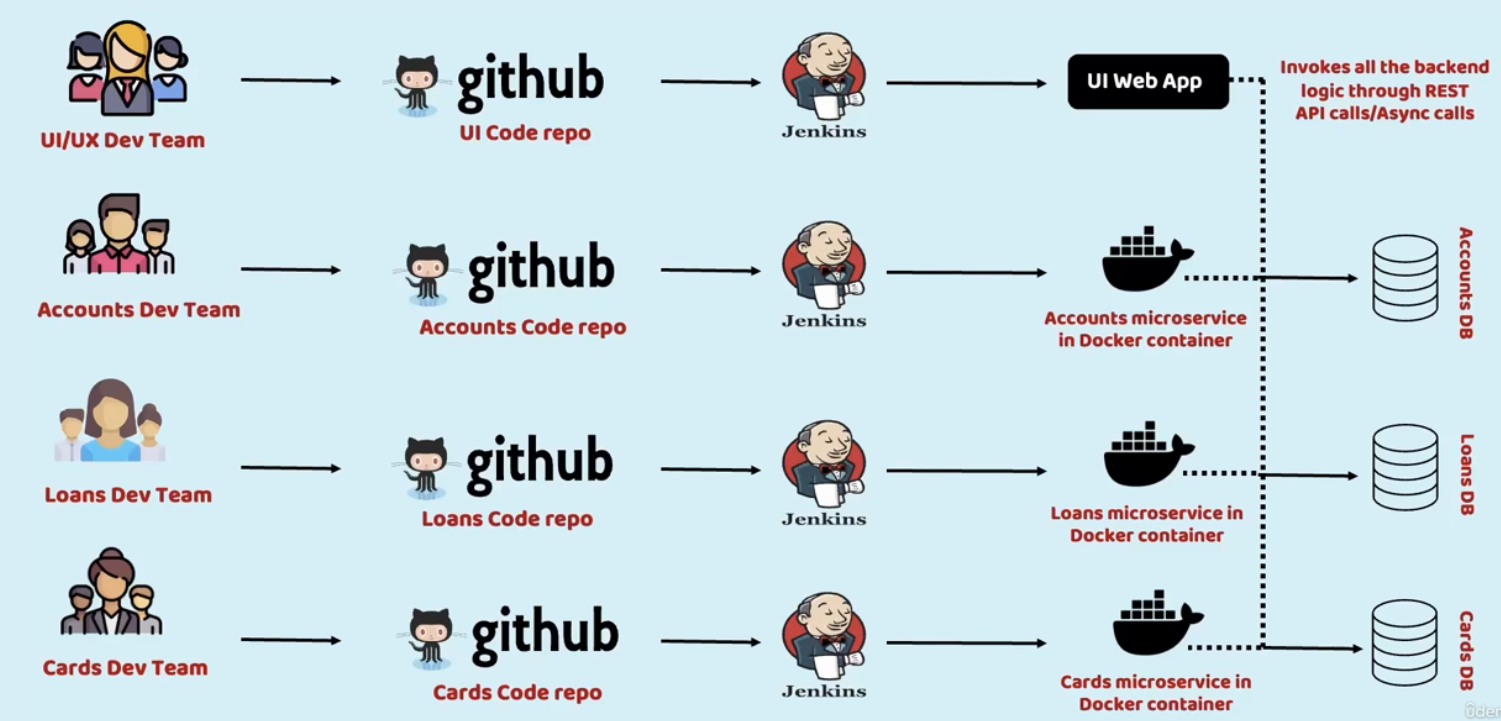 github
UI Web App
Invokes all the backend
logic through REST
API calls/Async calls
UI/UX Dev Team
UI Code repo
Jenkins
github
Accounts Dev Team
Accounts Code repo
Jenkins
Accounts microservice
in Docker container
Accounts DB
github
Loans Dev Team
Loans Code repo
Jenkins
Loans microservice in
Docker container
Loans DB
github
Cards Dev Team
Cards Code repo
Jenkins
Cards microservice in
Docker container
Cards DB